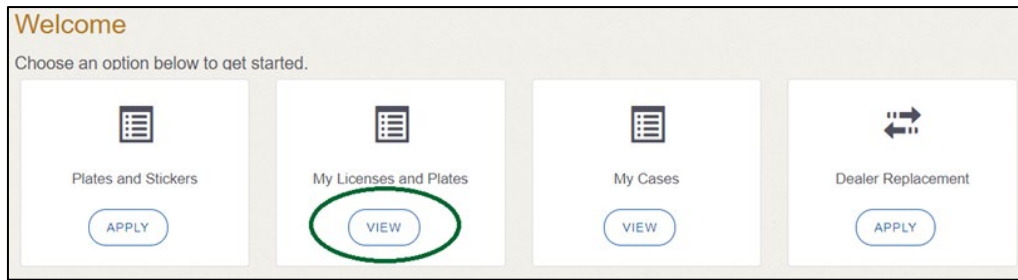 Welcome
Choose an option below to get started.
Plates and Stickers
APPLY
My Licenses and Plates
VIEW
My Cases
VIEW
Dealer Replacement
APPLY